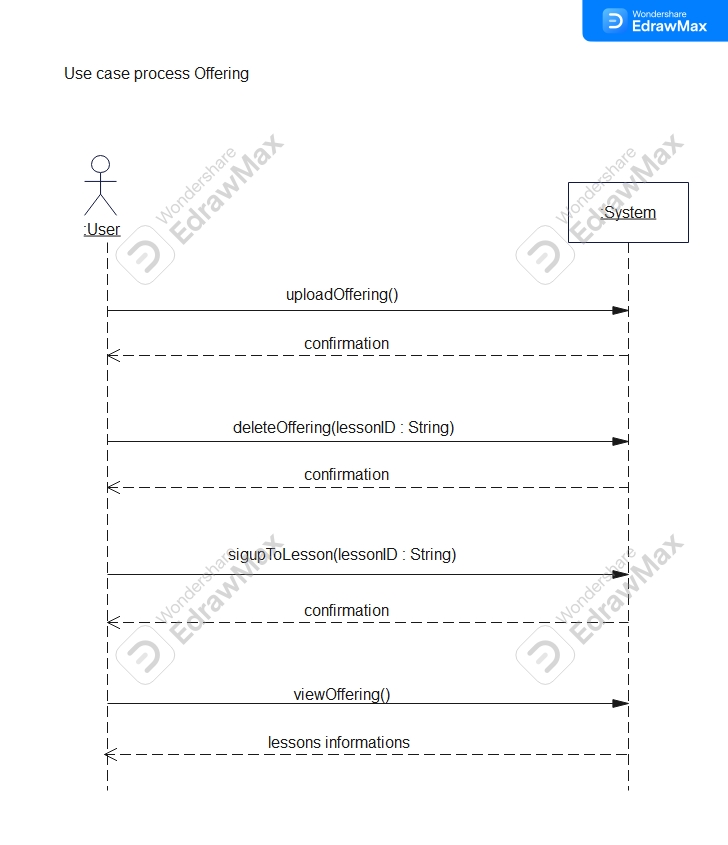 Wondershare
EdrawMax
Use case process Offering
Wondershare
EdrawMax
Wondershare
EdrawMax
:User
:System
uploadOffering()
confirmation
deleteOffering(lessonID : String)
confirmation
sigupToLesson(lessonID : String)
Wondershare
EdrawMax
Wondershare
EdrawMax
confirmation
viewOffering()
lessons informations